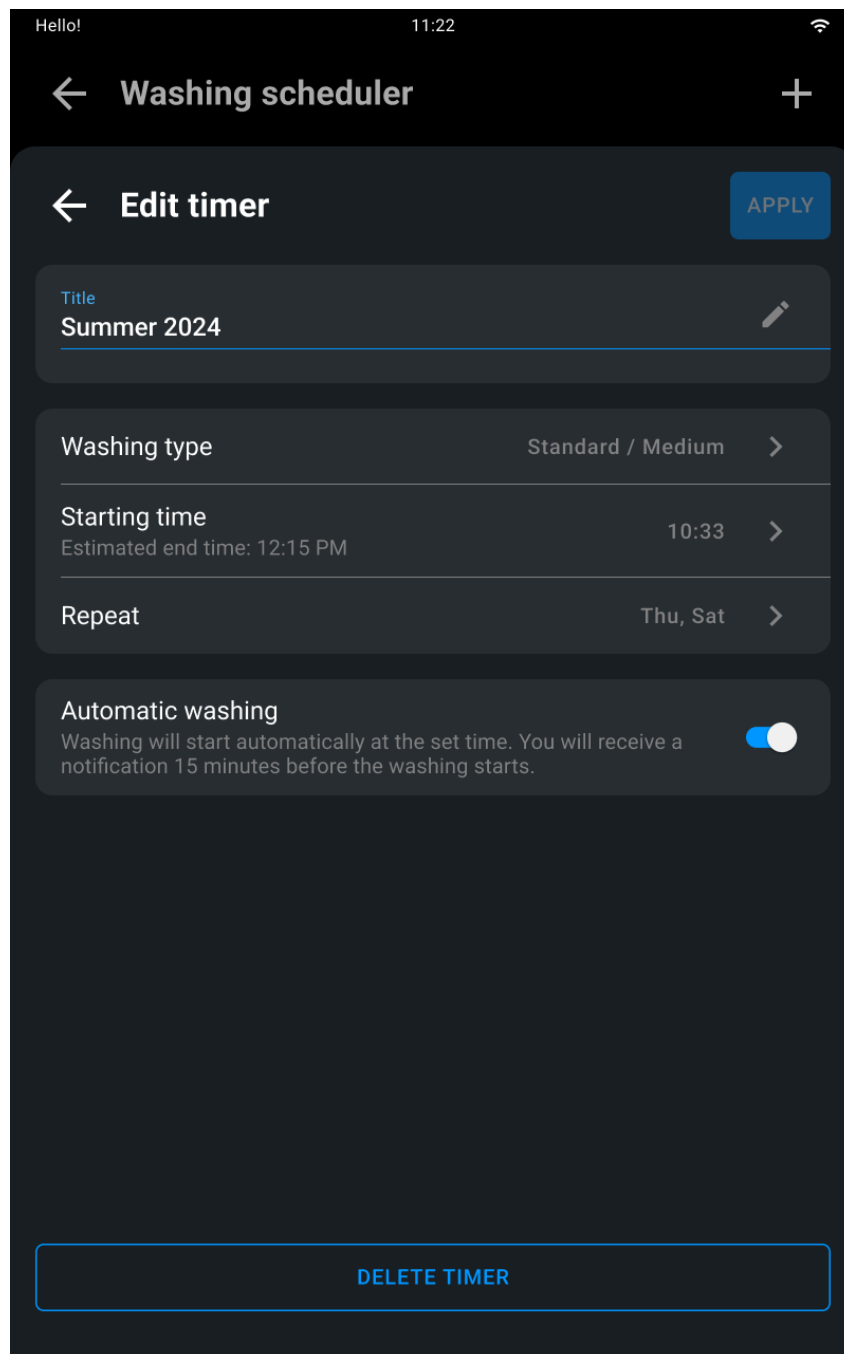 Hello!
11:22
Washing scheduler
Edit timer
APPLY
Title
Summer 2024
Washing type
Standard / Medium
Starting time
Estimated end time: 12:15 PM
10:33
Repeat
Thu, Sat
Automatic washing
Washing will start automatically at the set time. You will receive a
notification 15 minutes before the washing starts.
DELETE TIMER